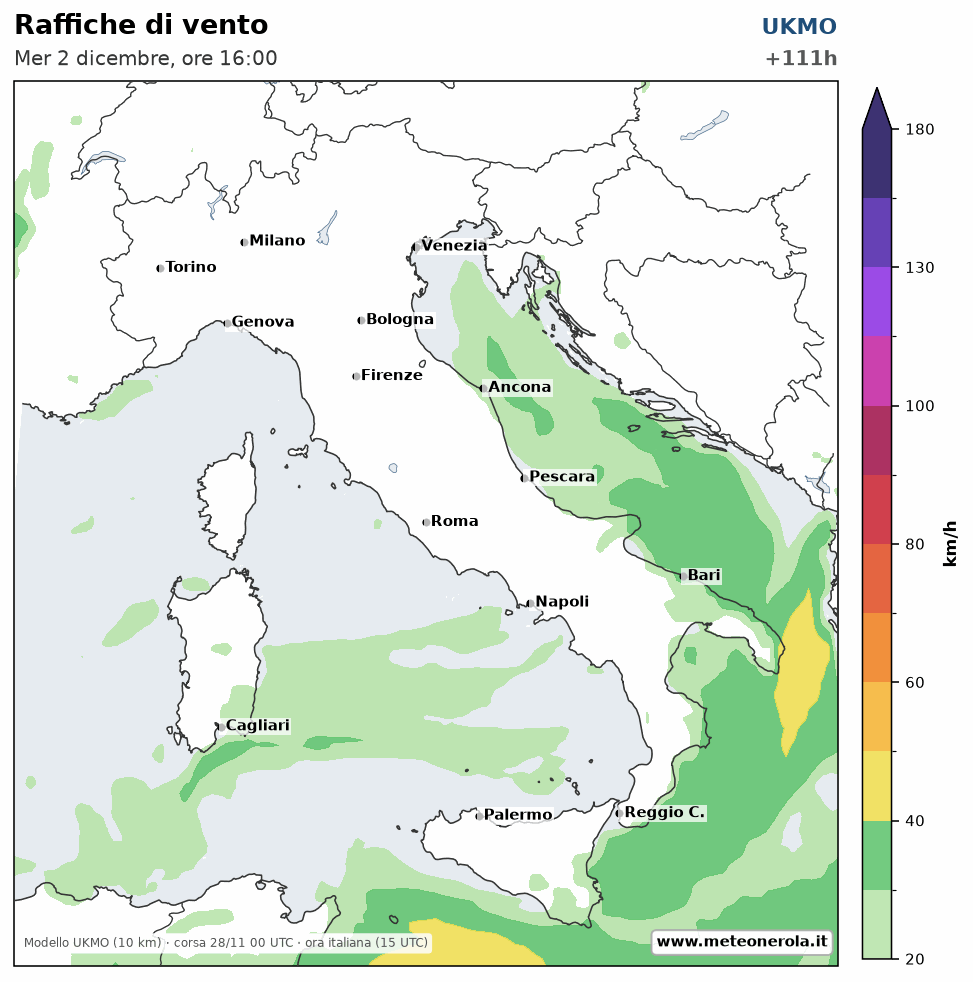 Raffiche di vento
UKMO
Mer 2 dicembre, ore 16:00
+111h
Milano
Venezia
Torino
Genova
Bologna
Firenze
Ancona
Pescara
Roma
Bari
Napoli
Cagliari
Palermo
Reggio C.
180
130
100
80
60
40
20
km/h
Modello UKMO (10 km) · corsa 28/11 00 UTC · ora italiana (15 UTC)
www.meteonerola.it